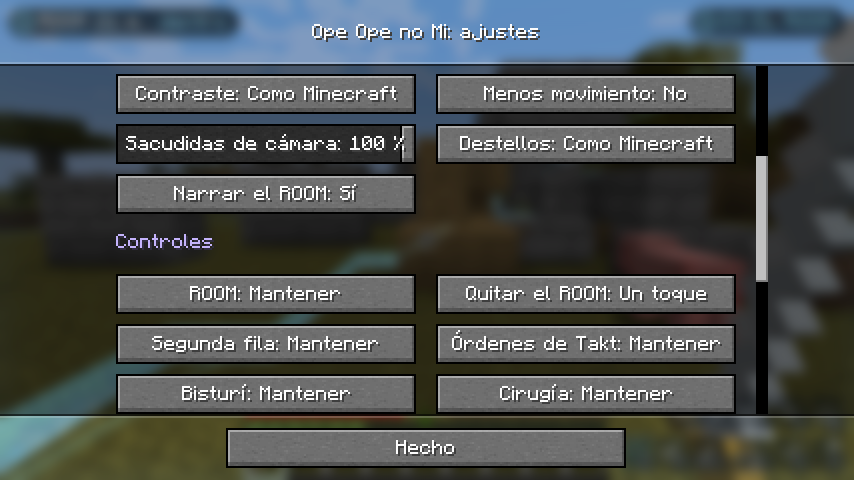 Ope Ope no Mi: ajustes
Contraste: Como Minecraft
Menos movimiento: No
Sacudidas de cámara: 100 %
Destellos: Como Minecraft
Narrar el ROOM: Sí
Controles
ROOM: Mantener
Quitar el ROOM: Un toque
Segunda fila: Mantener
Órdenes de Takt: Mantener
Bisturí: Mantener
Cirugía: Mantener
Hecho